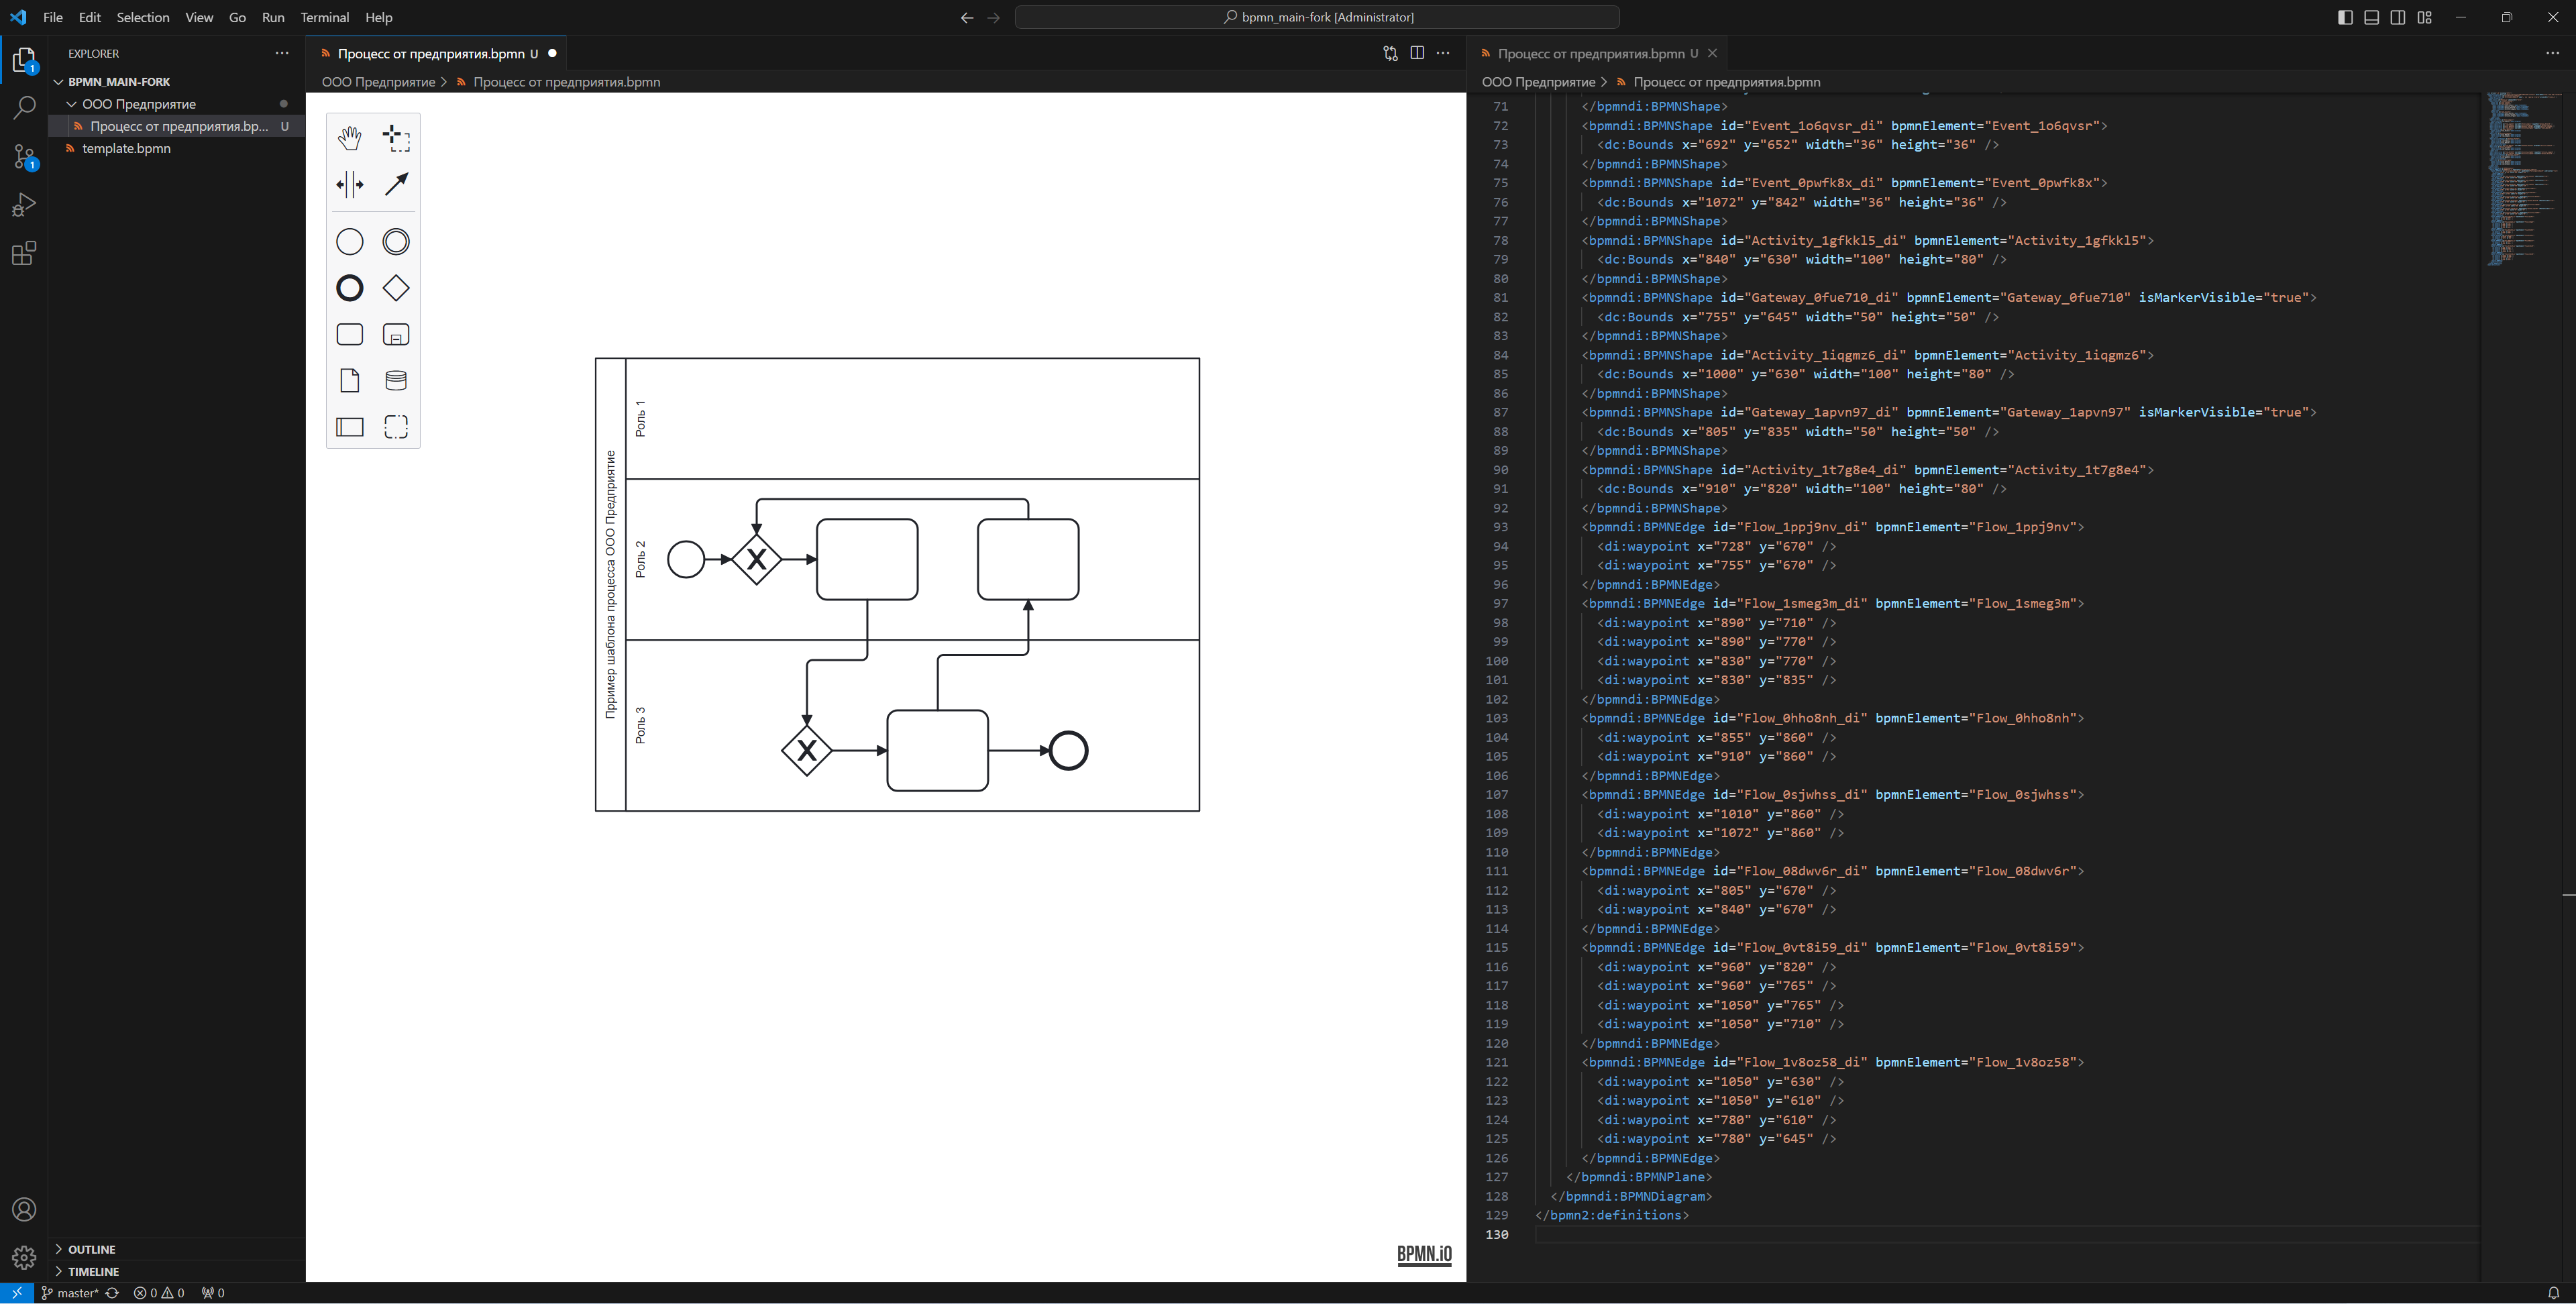 File Edit Selection View Go Run Terminal Help
bpmn_main-fork [Administrator]
EXPLORER
BPMN_MAIN-FORK
ООО Предприятие
Процесс от предприятия.bp... U
template.bpmn
OUTLINE
TIMELINE
Процесс от предприятия.bpmn U
ООО Предприятие > Процесс от предприятия.bpmn
Прример шаблона процесса ООО Предприятие
Роль 1
Роль 2
Роль 3
BPMN.iO
Процесс от предприятия.bpmn U
ООО Предприятие > Процесс от предприятия.bpmn
71 </bpmndi:BPMNShape>
72 <bpmndi:BPMNShape id="Event_1o6qvsr_di" bpmnElement="Event_1o6qvsr">
73 <dc:Bounds x="692" y="652" width="36" height="36" />
74 </bpmndi:BPMNShape>
75 <bpmndi:BPMNShape id="Event_0pwfk8x_di" bpmnElement="Event_0pwfk8x">
76 <dc:Bounds x="1072" y="842" width="36" height="36" />
77 </bpmndi:BPMNShape>
78 <bpmndi:BPMNShape id="Activity_1gfkkl5_di" bpmnElement="Activity_1gfkkl5">
79 <dc:Bounds x="840" y="630" width="100" height="80" />
80 </bpmndi:BPMNShape>
81 <bpmndi:BPMNShape id="Gateway_0fue710_di" bpmnElement="Gateway_0fue710" isMarkerVisible="true">
82 <dc:Bounds x="755" y="645" width="50" height="50" />
83 </bpmndi:BPMNShape>
84 <bpmndi:BPMNShape id="Activity_1iqgmz6_di" bpmnElement="Activity_1iqgmz6">
85 <dc:Bounds x="1000" y="630" width="100" height="80" />
86 </bpmndi:BPMNShape>
87 <bpmndi:BPMNShape id="Gateway_1apvn97_di" bpmnElement="Gateway_1apvn97" isMarkerVisible="true">
88 <dc:Bounds x="805" y="835" width="50" height="50" />
89 </bpmndi:BPMNShape>
90 <bpmndi:BPMNShape id="Activity_1t7g8e4_di" bpmnElement="Activity_1t7g8e4">
91 <dc:Bounds x="910" y="820" width="100" height="80" />
92 </bpmndi:BPMNShape>
93 <bpmndi:BPMNEdge id="Flow_1ppj9nv_di" bpmnElement="Flow_1ppj9nv">
94 <di:waypoint x="728" y="670" />
95 <di:waypoint x="755" y="670" />
96 </bpmndi:BPMNEdge>
97 <bpmndi:BPMNEdge id="Flow_1smeg3m_di" bpmnElement="Flow_1smeg3m">
98 <di:waypoint x="890" y="710" />
99 <di:waypoint x="890" y="770" />
100 <di:waypoint x="830" y="770" />
101 <di:waypoint x="830" y="835" />
102 </bpmndi:BPMNEdge>
103 <bpmndi:BPMNEdge id="Flow_0hho8nh_di" bpmnElement="Flow_0hho8nh">
104 <di:waypoint x="855" y="860" />
105 <di:waypoint x="910" y="860" />
106 </bpmndi:BPMNEdge>
107 <bpmndi:BPMNEdge id="Flow_0sjwhss_di" bpmnElement="Flow_0sjwhss">
108 <di:waypoint x="1010" y="860" />
109 <di:waypoint x="1072" y="860" />
110 </bpmndi:BPMNEdge>
111 <bpmndi:BPMNEdge id="Flow_08dwv6r_di" bpmnElement="Flow_08dwv6r">
112 <di:waypoint x="805" y="670" />
113 <di:waypoint x="840" y="670" />
114 </bpmndi:BPMNEdge>
115 <bpmndi:BPMNEdge id="Flow_0vt8i59_di" bpmnElement="Flow_0vt8i59">
116 <di:waypoint x="960" y="820" />
117 <di:waypoint x="960" y="765" />
118 <di:waypoint x="1050" y="765" />
119 <di:waypoint x="1050" y="710" />
120 </bpmndi:BPMNEdge>
121 <bpmndi:BPMNEdge id="Flow_1v8oz58_di" bpmnElement="Flow_1v8oz58">
122 <di:waypoint x="1050" y="630" />
123 <di:waypoint x="1050" y="610" />
124 <di:waypoint x="780" y="610" />
125 <di:waypoint x="780" y="645" />
126 </bpmndi:BPMNEdge>
127 </bpmndi:BPMNPlane>
128 </bpmndi:BPMNDiagram>
129 </bpmn2:definitions>
130
master* 0 0 0